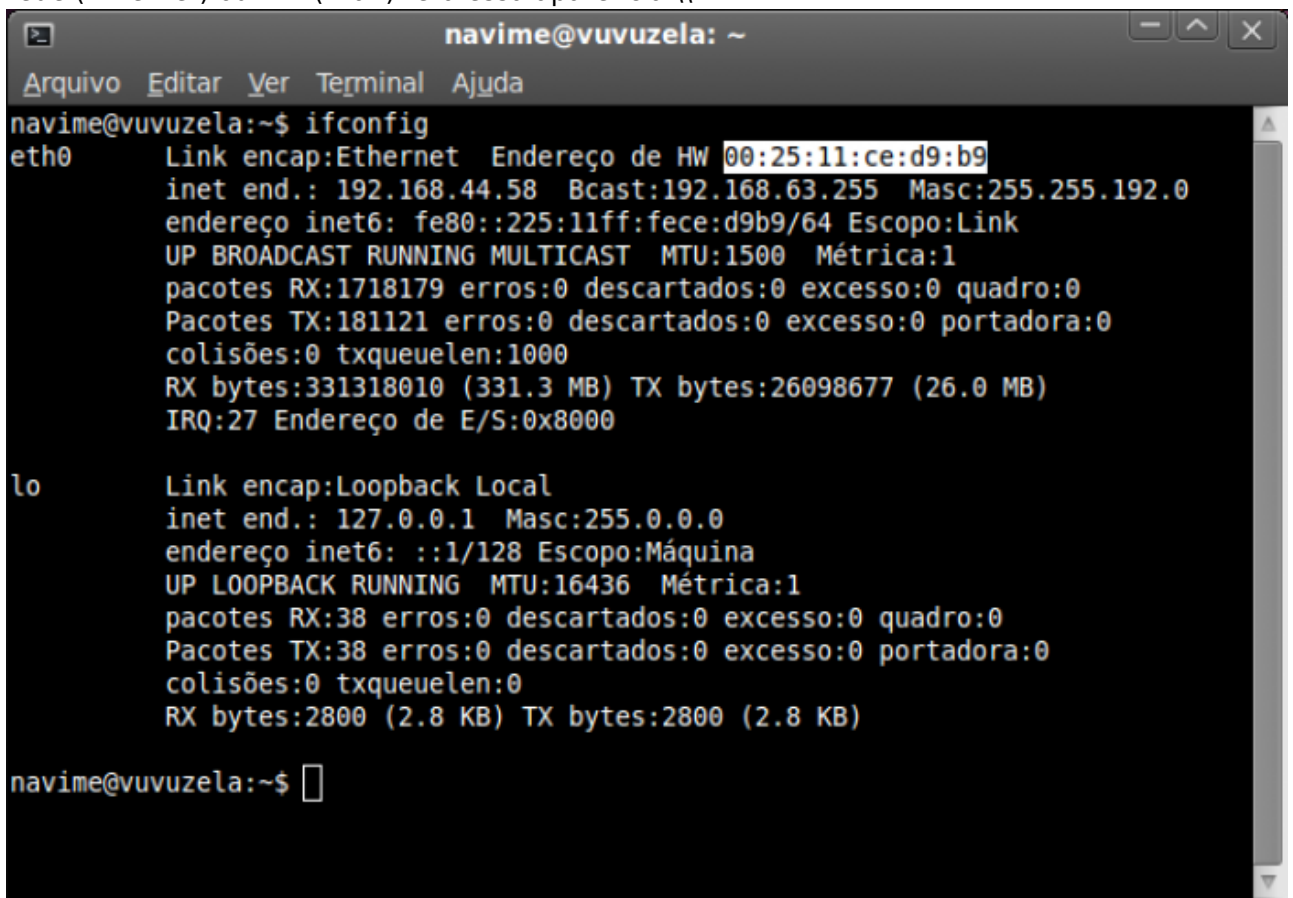 navime@vuvuzela: ~
Arquivo Editar Ver Terminal Ajuda
navime@vuvuzela:~$ ifconfig
eth0 Link encap:Ethernet Endereço de HW 00:25:11:ce:d9:b9
inet end.: 192.168.44.58 Bcast:192.168.63.255 Masc:255.255.192.0
endereço inet6: fe80::225:11ff:fece:d9b9/64 Escopo:Link
UP BROADCAST RUNNING MULTICAST MTU:1500 Métrica:1
pacotes RX:1718179 erros:0 descartados:0 excesso:0 quadro:0
Pacotes TX:181121 erros:0 descartados:0 excesso:0 portadora:0
colisões:0 txqueuelen:1000
RX bytes:331318010 (331.3 MB) TX bytes:26098677 (26.0 MB)
IRQ:27 Endereço de E/S:0x8000
lo Link encap:Loopback Local
inet end.: 127.0.0.1 Masc:255.0.0.0
endereço inet6: ::1/128 Escopo:Máquina
UP LOOPBACK RUNNING MTU:16436 Métrica:1
pacotes RX:38 erros:0 descartados:0 excesso:0 quadro:0
Pacotes TX:38 erros:0 descartados:0 excesso:0 portadora:0
colisões:0 txqueuelen:0
RX bytes:2800 (2.8 KB) TX bytes:2800 (2.8 KB)
navime@vuvuzela:~$